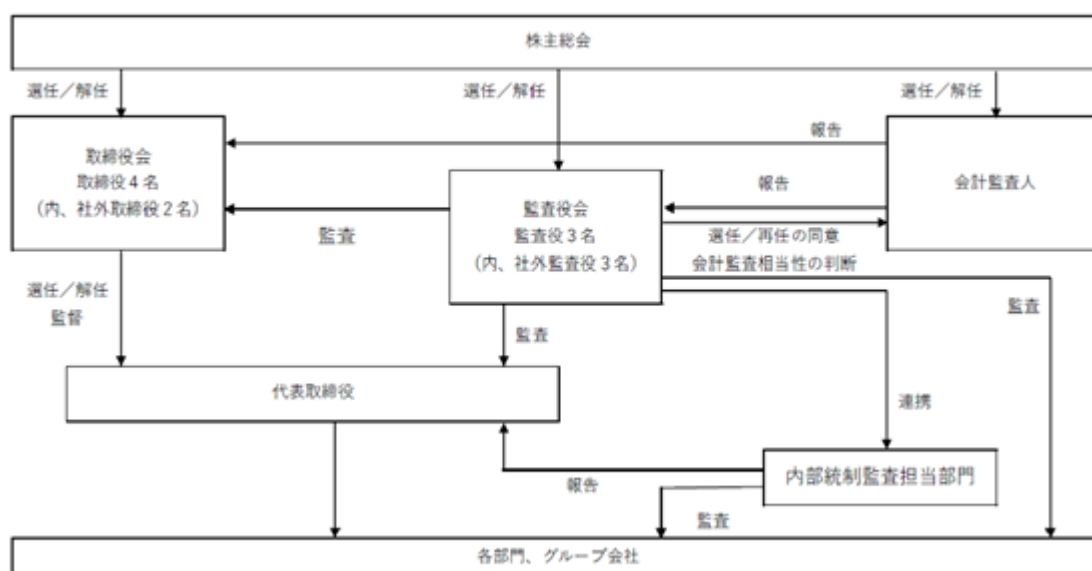 株主総会
選任／解任
選任／解任
選任／解任
報告
取締役会
取締役４名
（内、社外取締役２名）
会計監査人
報告
監査役会
監査役３名
（内、社外監査役３名）
監査
選任／再任の同意
会計監査相当性の判断
選任／解任
監督
監査
監査
代表取締役
連携
内部統制監査担当部門
報告
監査
各部門、グループ会社